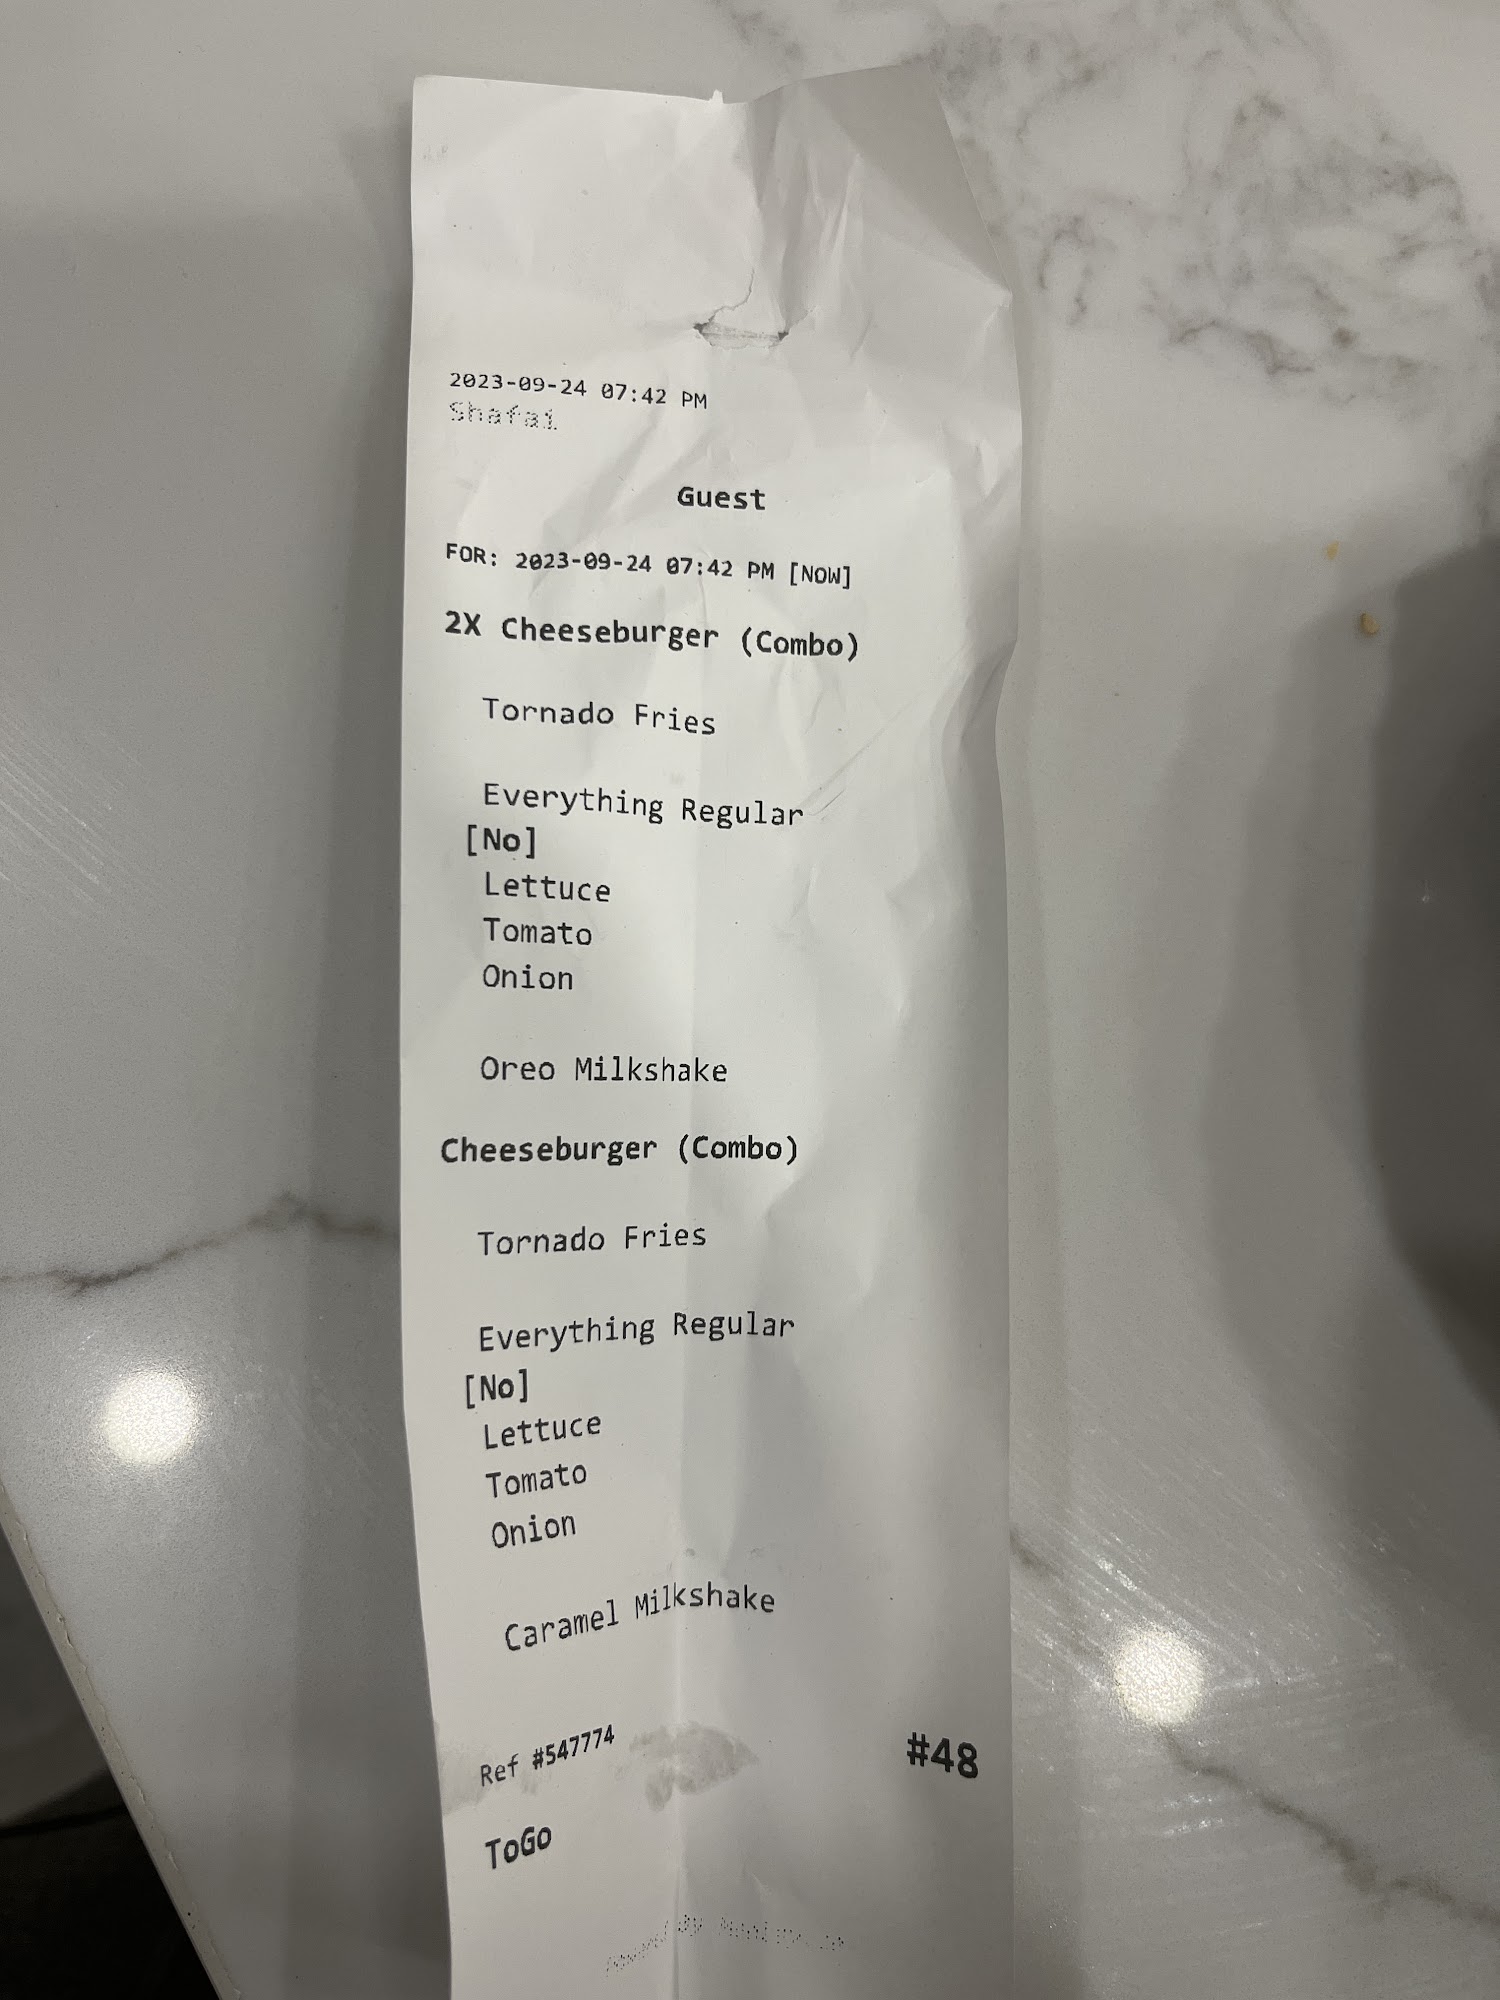 2023-09-24 07:42 PM
Shafai
Guest
FOR: 2023-09-24 07:42 PM [NOW]
2X Cheeseburger (Combo)
Tornado Fries
Everything Regular
[No]
Lettuce
Tomato
Onion
Oreo Milkshake
Cheeseburger (Combo)
Tornado Fries
Everything Regular
[No]
Lettuce
Tomato
Onion
Caramel Milkshake
Ref #547774 #48
ToGo